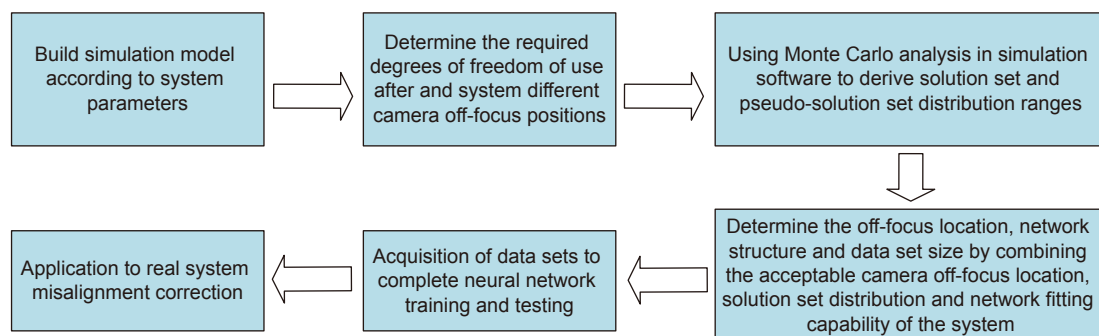 Build simulation model
according to system
parameters
Determine the required
degrees of freedom of use
after and system different
camera off-focus positions
Using Monte Carlo analysis in simulation
software to derive solution set and
pseudo-solution set distribution ranges
Determine the off-focus location, network
structure and data set size by combining
the acceptable camera off-focus location,
solution set distribution and network fitting
capability of the system
Acquisition of data sets to
complete neural network
training and testing
Application to real system
misalignment correction